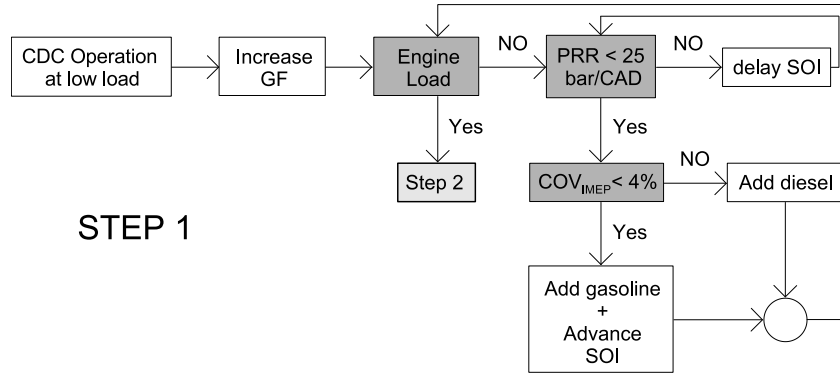 CDC Operation
at low load
Increase
GF
Engine
Load
NO
PRR < 25
bar/CAD
NO
delay SOI
Yes
Yes
Step 2
COV_IMEP < 4%
NO
Add diesel
STEP 1
Yes
Add gasoline
+
Advance
SOI